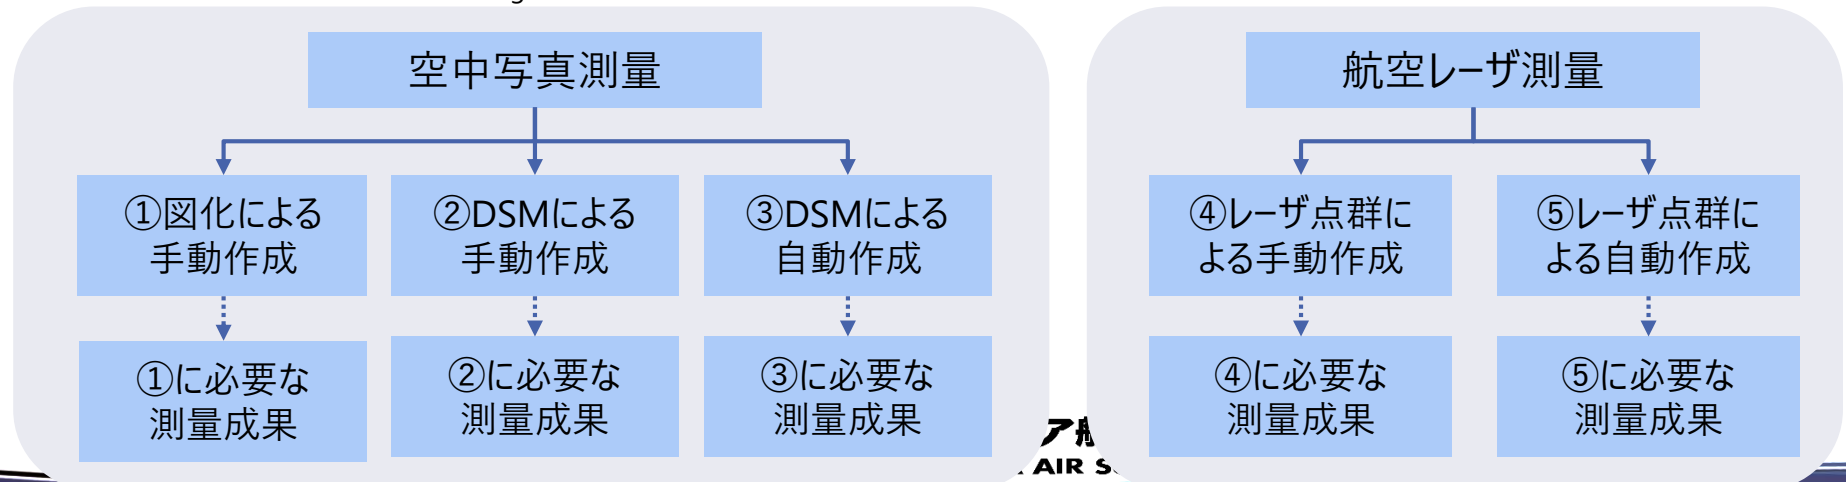 空中写真測量
航空レーザ測量
①図化による
手動作成
②DSMによる
手動作成
③DSMによる
自動作成
④レーザ点群に
よる手動作成
⑤レーザ点群に
よる自動作成
①に必要な
測量成果
②に必要な
測量成果
③に必要な
測量成果
④に必要な
測量成果
⑤に必要な
測量成果
ア航
AIR S